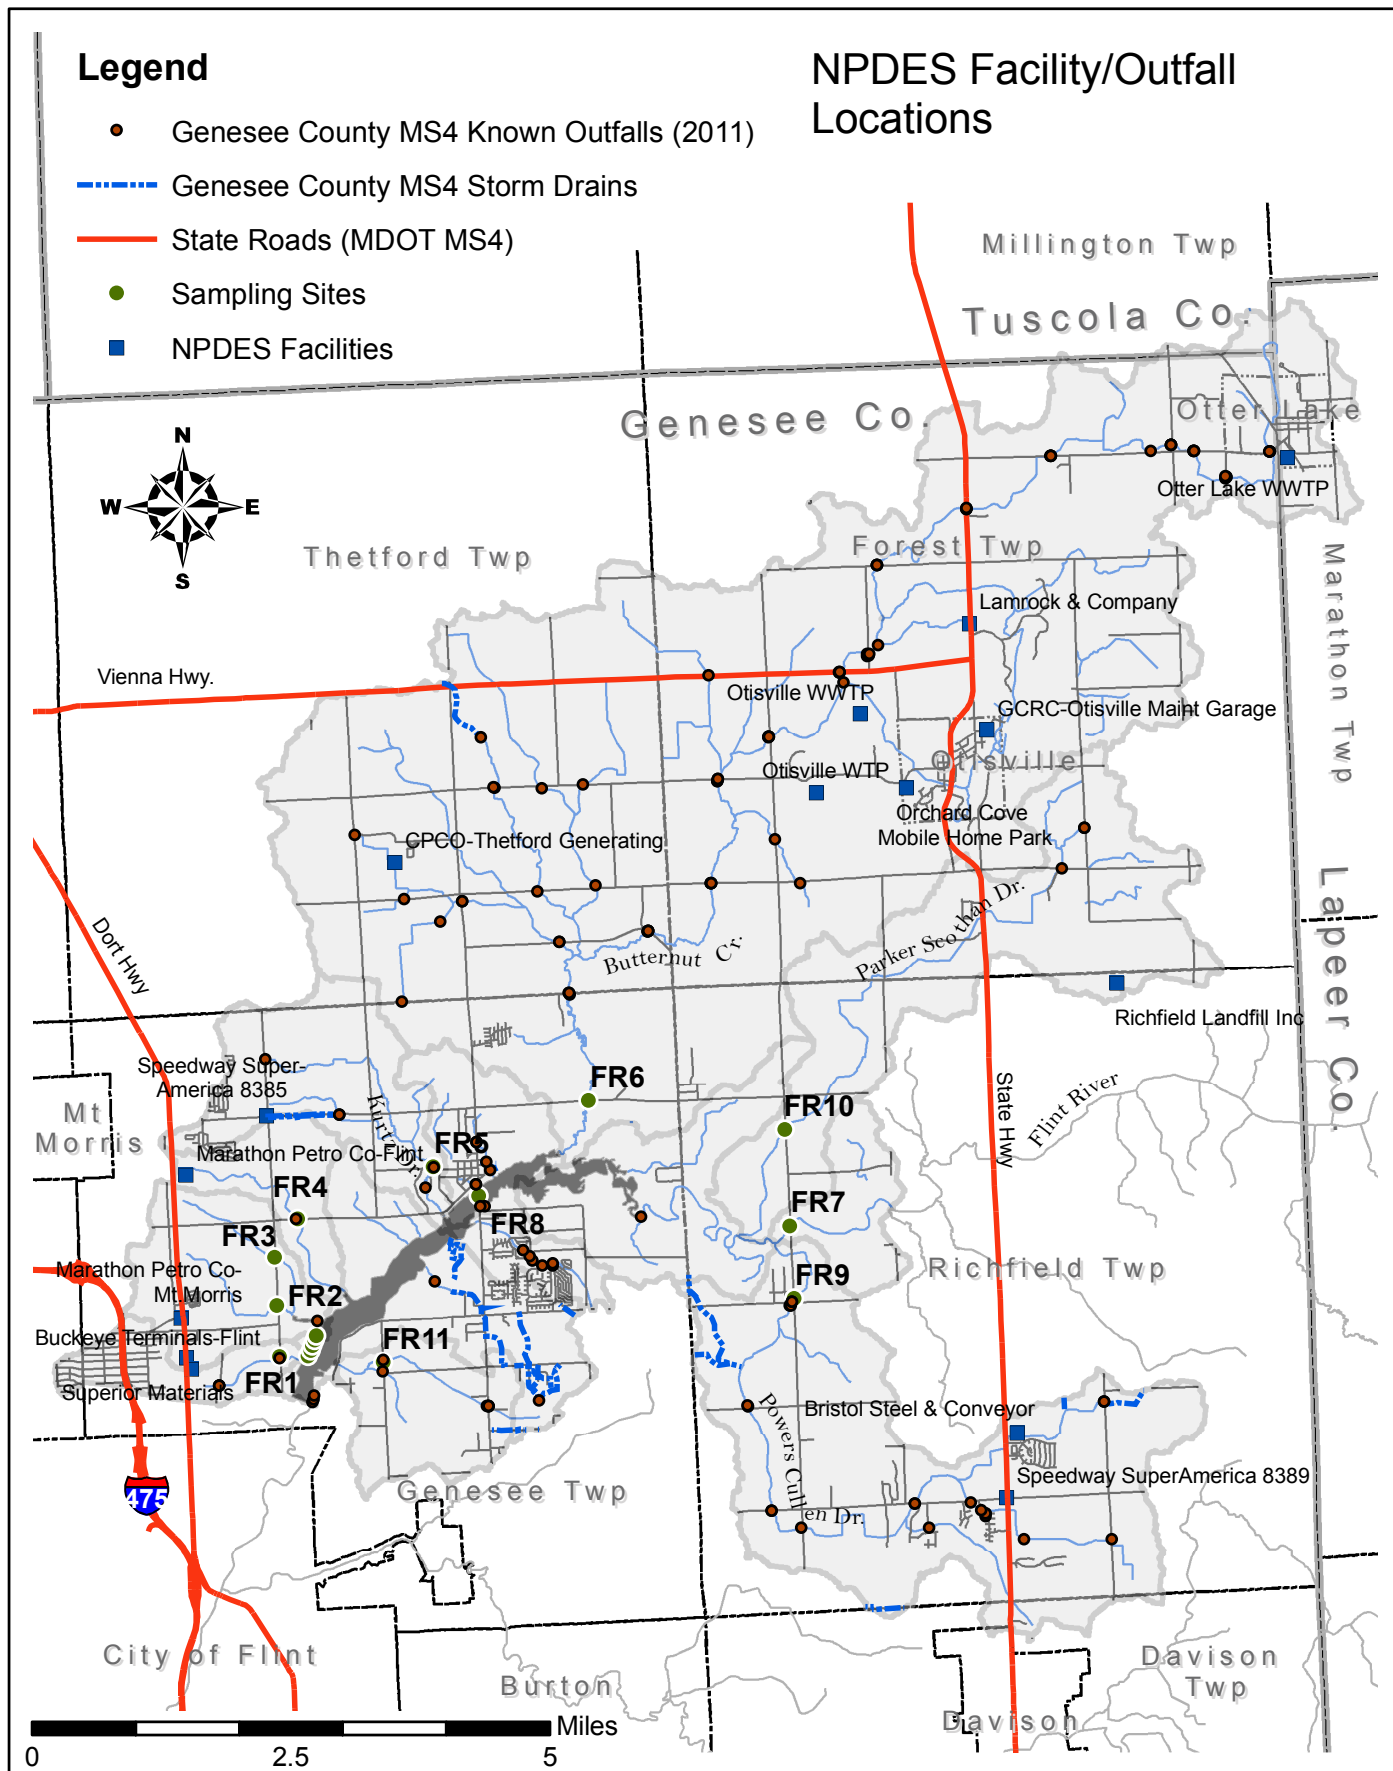 Legend
NPDES Facility/Outfall
Locations
Genesee County MS4 Known Outfalls (2011)
Genesee County MS4 Storm Drains
State Roads (MDOT MS4)
Sampling Sites
NPDES Facilities
Millington Twp
Tuscola Co.
Genesee Co.
Otter Lake
N
W
E
S
Otter Lake WWTP
Thetford Twp
Forest Twp
Marathon Twp
Lamrock & Company
Vienna Hwy.
Otisville WWTP
GCRC-Otisville Maint Garage
Otisville
Otisville WTP
Orchard Cove
Mobile Home Park
CPCO-Thetford Generating
Lapeer Co.
Dort Hwy
Parker Scothan Dr.
Butternut Cr.
Richfield Landfill Inc
Speedway Super-
America 8385
FR6
State Hwy
Flint River
Mt
Morris
Kurtz Dr.
FR10
FR5
Marathon Petro Co-Flint
FR4
FR7
FR3
FR8
Marathon Petro Co-
Mt.Morris
FR9
Richfield Twp
FR2
Buckeye Terminals-Flint
FR11
FR1
Superior Materials
Powers Cullen Dr.
Bristol Steel & Conveyor
Speedway SuperAmerica 8389
475
Genesee Twp
City of Flint
Burton
Davison
Twp
Davison
Miles
0
2.5
5